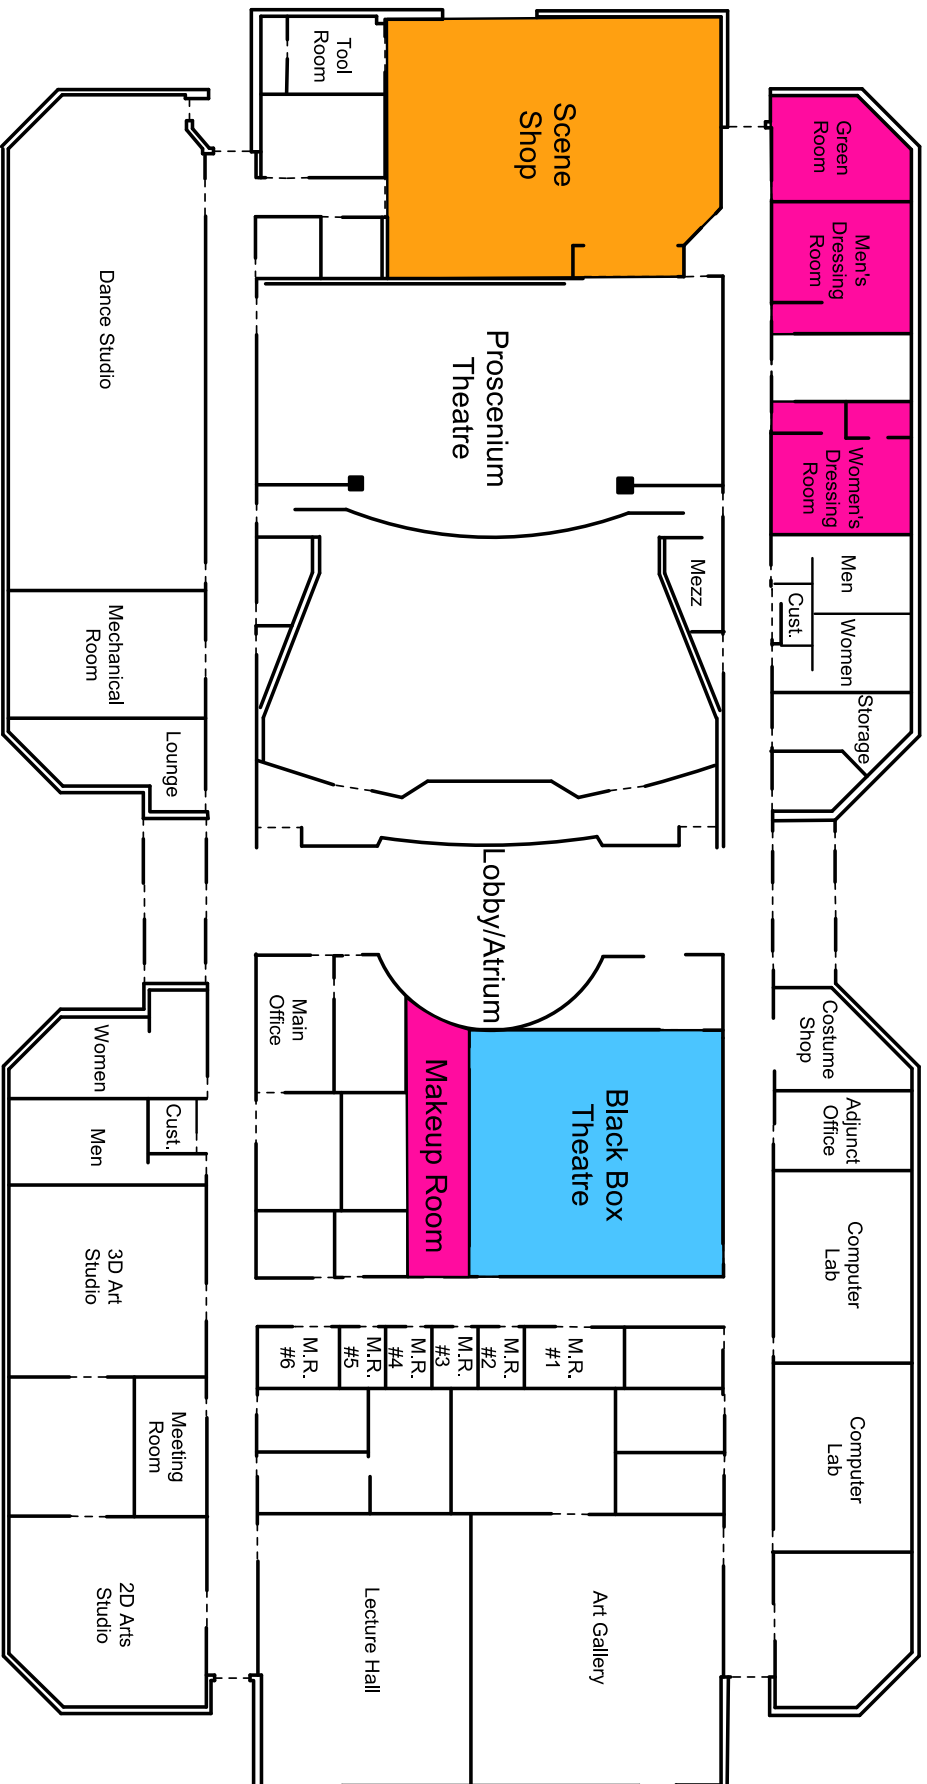 Tool
Room
Scene
Shop
Green
Room
Men's
Dressing
Room
Women's
Dressing
Room
Men
Cust.
Women
Storage
Dance Studio
Proscenium
Theatre
Mezz
Mechanical
Room
Lounge
Lobby/Atrium
Women
Men
Cust.
Main
Office
Makeup Room
Black Box
Theatre
Costume
Shop
Adjunct
Office
Computer
Lab
Computer
Lab
3D Art
Studio
Meeting
Room
2D Arts
Studio
M.R.
#6
M.R.
#5
M.R.
#4
M.R.
#3
M.R.
#2
M.R.
#1
Lecture Hall
Art Gallery